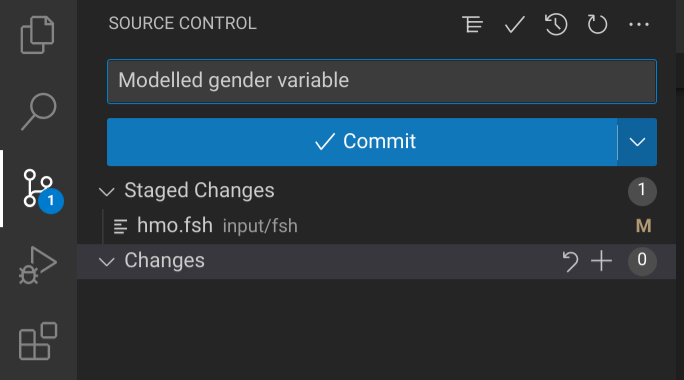 SOURCE CONTROL
Modelled gender variable
Commit
Staged Changes 1
1
hmo.fsh input/fsh M
Changes 0